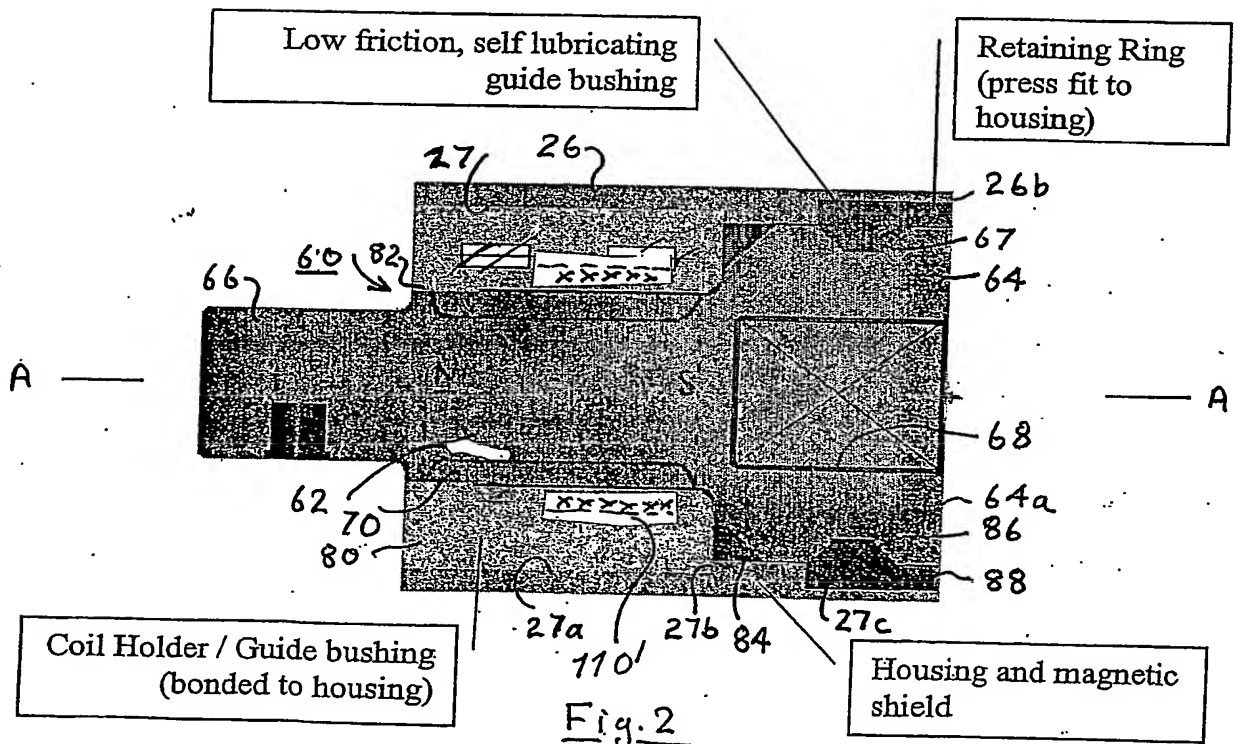 Low friction, self lubricating
guide bushing
Retaining Ring
(press fit to
housing)
27
26
26b
60
82
67
66
64
A
N
S
A
68
62
70
64a
80
86
88
27a
110'
27b
84
27c
Coil Holder / Guide bushing
(bonded to housing)
Housing and magnetic
shield
Fig.2